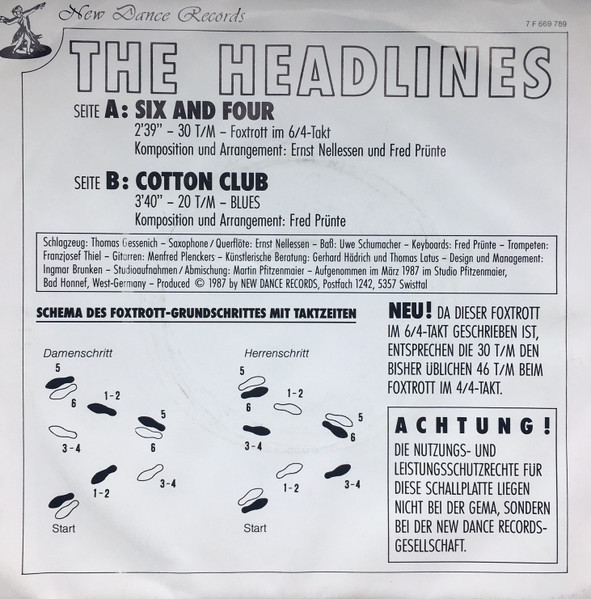 New Dance Records
7 F 669 789
THE HEADLINES
SEITE A: SIX AND FOUR
2'39" – 30 T/M – Foxtrott im 6/4-Takt
Komposition und Arrangement: Ernst Nellessen und Fred Prünte
SEITE B: COTTON CLUB
3'40" – 20 T/M – BLUES
Komposition und Arrangement: Fred Prünte
Schlagzeug: Thomas Gessenich – Saxophone/Querflöte: Ernst Nellessen – Baß: Uwe Schumacher – Keyboards: Fred Prünte – Trompeten:
Franzjosef Thiel – Gitarren: Menfred Plenckers – Künstlerische Beratung: Gerhard Hädrich und Thomas Latus – Design und Management:
Ingmar Brunken – Studioaufnahmen/Abmischung: Martin Pfitzenmaier – Aufgenommen im März 1987 im Studio Pfitzenmaier,
Bad Honnef, West-Germany – Produced © 1987 by NEW DANCE RECORDS, Postfach 1242, 5357 Swisttal
SCHEMA DES FOXTROTT-GRUNDSCHRITTES MIT TAKTZEITEN
Damenschritt
5
6
1-2
5
6
3-4
1-2
3-4
Start
Herrenschritt
5
6
1-2
5
6
3-4
1-2
3-4
Start
NEU! DA DIESER FOXTROTT
IM 6/4-TAKT GESCHRIEBEN IST,
ENTSPRECHEN DIE 30 T/M DEN
BISHER ÜBLICHEN 46 T/M BEIM
FOXTROTT IM 4/4-TAKT.
ACHTUNG!
DIE NUTZUNGS- UND
LEISTUNGSSCHUTZRECHTE FÜR
DIESE SCHALLPLATTE LIEGEN
NICHT BEI DER GEMA, SONDERN
BEI DER NEW DANCE RECORDS-
GESELLSCHAFT.